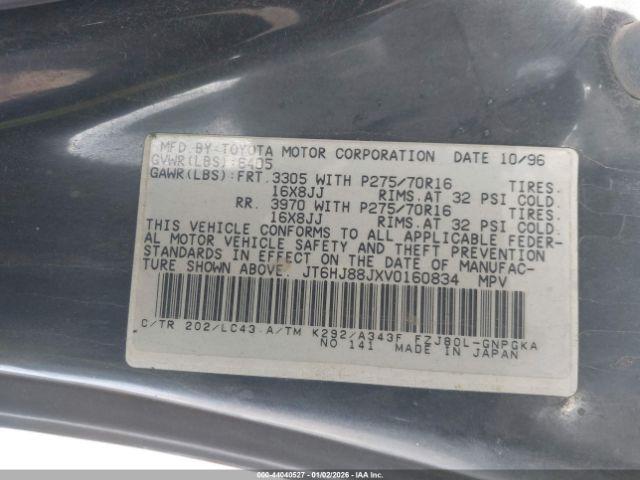 MFD BY-TOYOTA MOTOR CORPORATION DATE 10/96
GVWR(LBS):6405
GAWR(LBS):FRT.3305 WITH P275/70R16 TIRES.
16X8JJ RIMS.AT 32 PSI COLD.
RR. 3970 WITH P275/70R16 TIRES.
16X8JJ RIMS.AT 32 PSI COLD.
THIS VEHICLE CONFORMS TO ALL APPLICABLE FEDER-
AL MOTOR VEHICLE SAFETY AND THEFT PREVENTION
STANDARDS IN EFFECT ON THE DATE OF MANUFAC-
TURE SHOWN ABOVE. JT6HJ88JXV0160834 MPV
C/TR 202/LC43 A/TM K292/A343F FZJ80L-GNPGKA
NO 141 MADE IN JAPAN
000-44040527 - 01/02/2026 - IAAI IMAGES